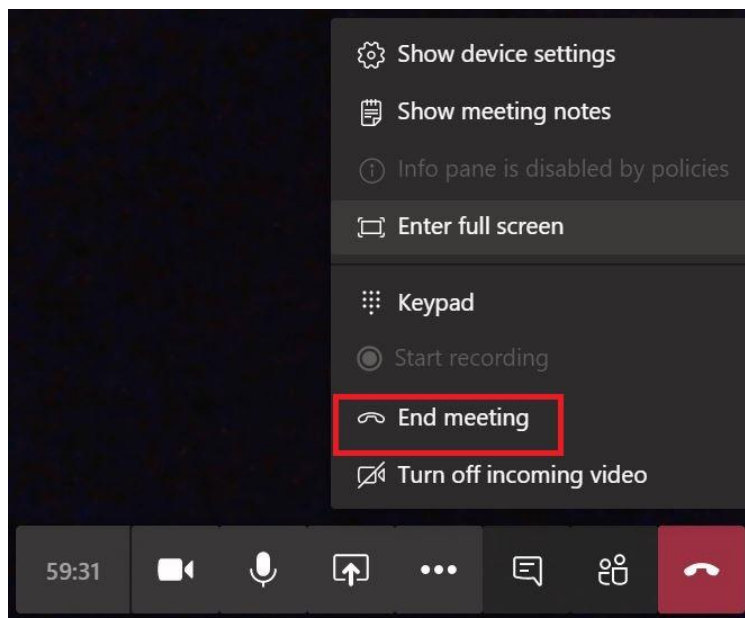 Show device settings
Show meeting notes
Info pane is disabled by policies
Enter full screen
Keypad
Start recording
End meeting
Turn off incoming video
59:31